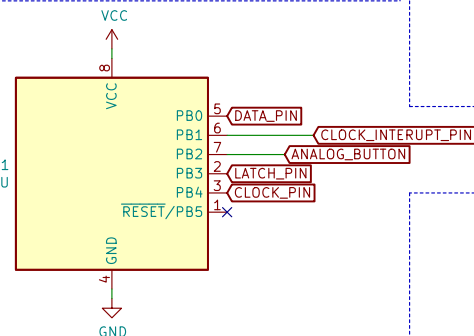 VCC
8
VCC
PB0 5 DATA_PIN
PB1 6 CLOCK_INTERUPT_PIN
PB2 7 ANALOG_BUTTON
1 PB3 2 LATCH_PIN
U PB4 3 CLOCK_PIN
RESET/PB5 1
GND
4
GND